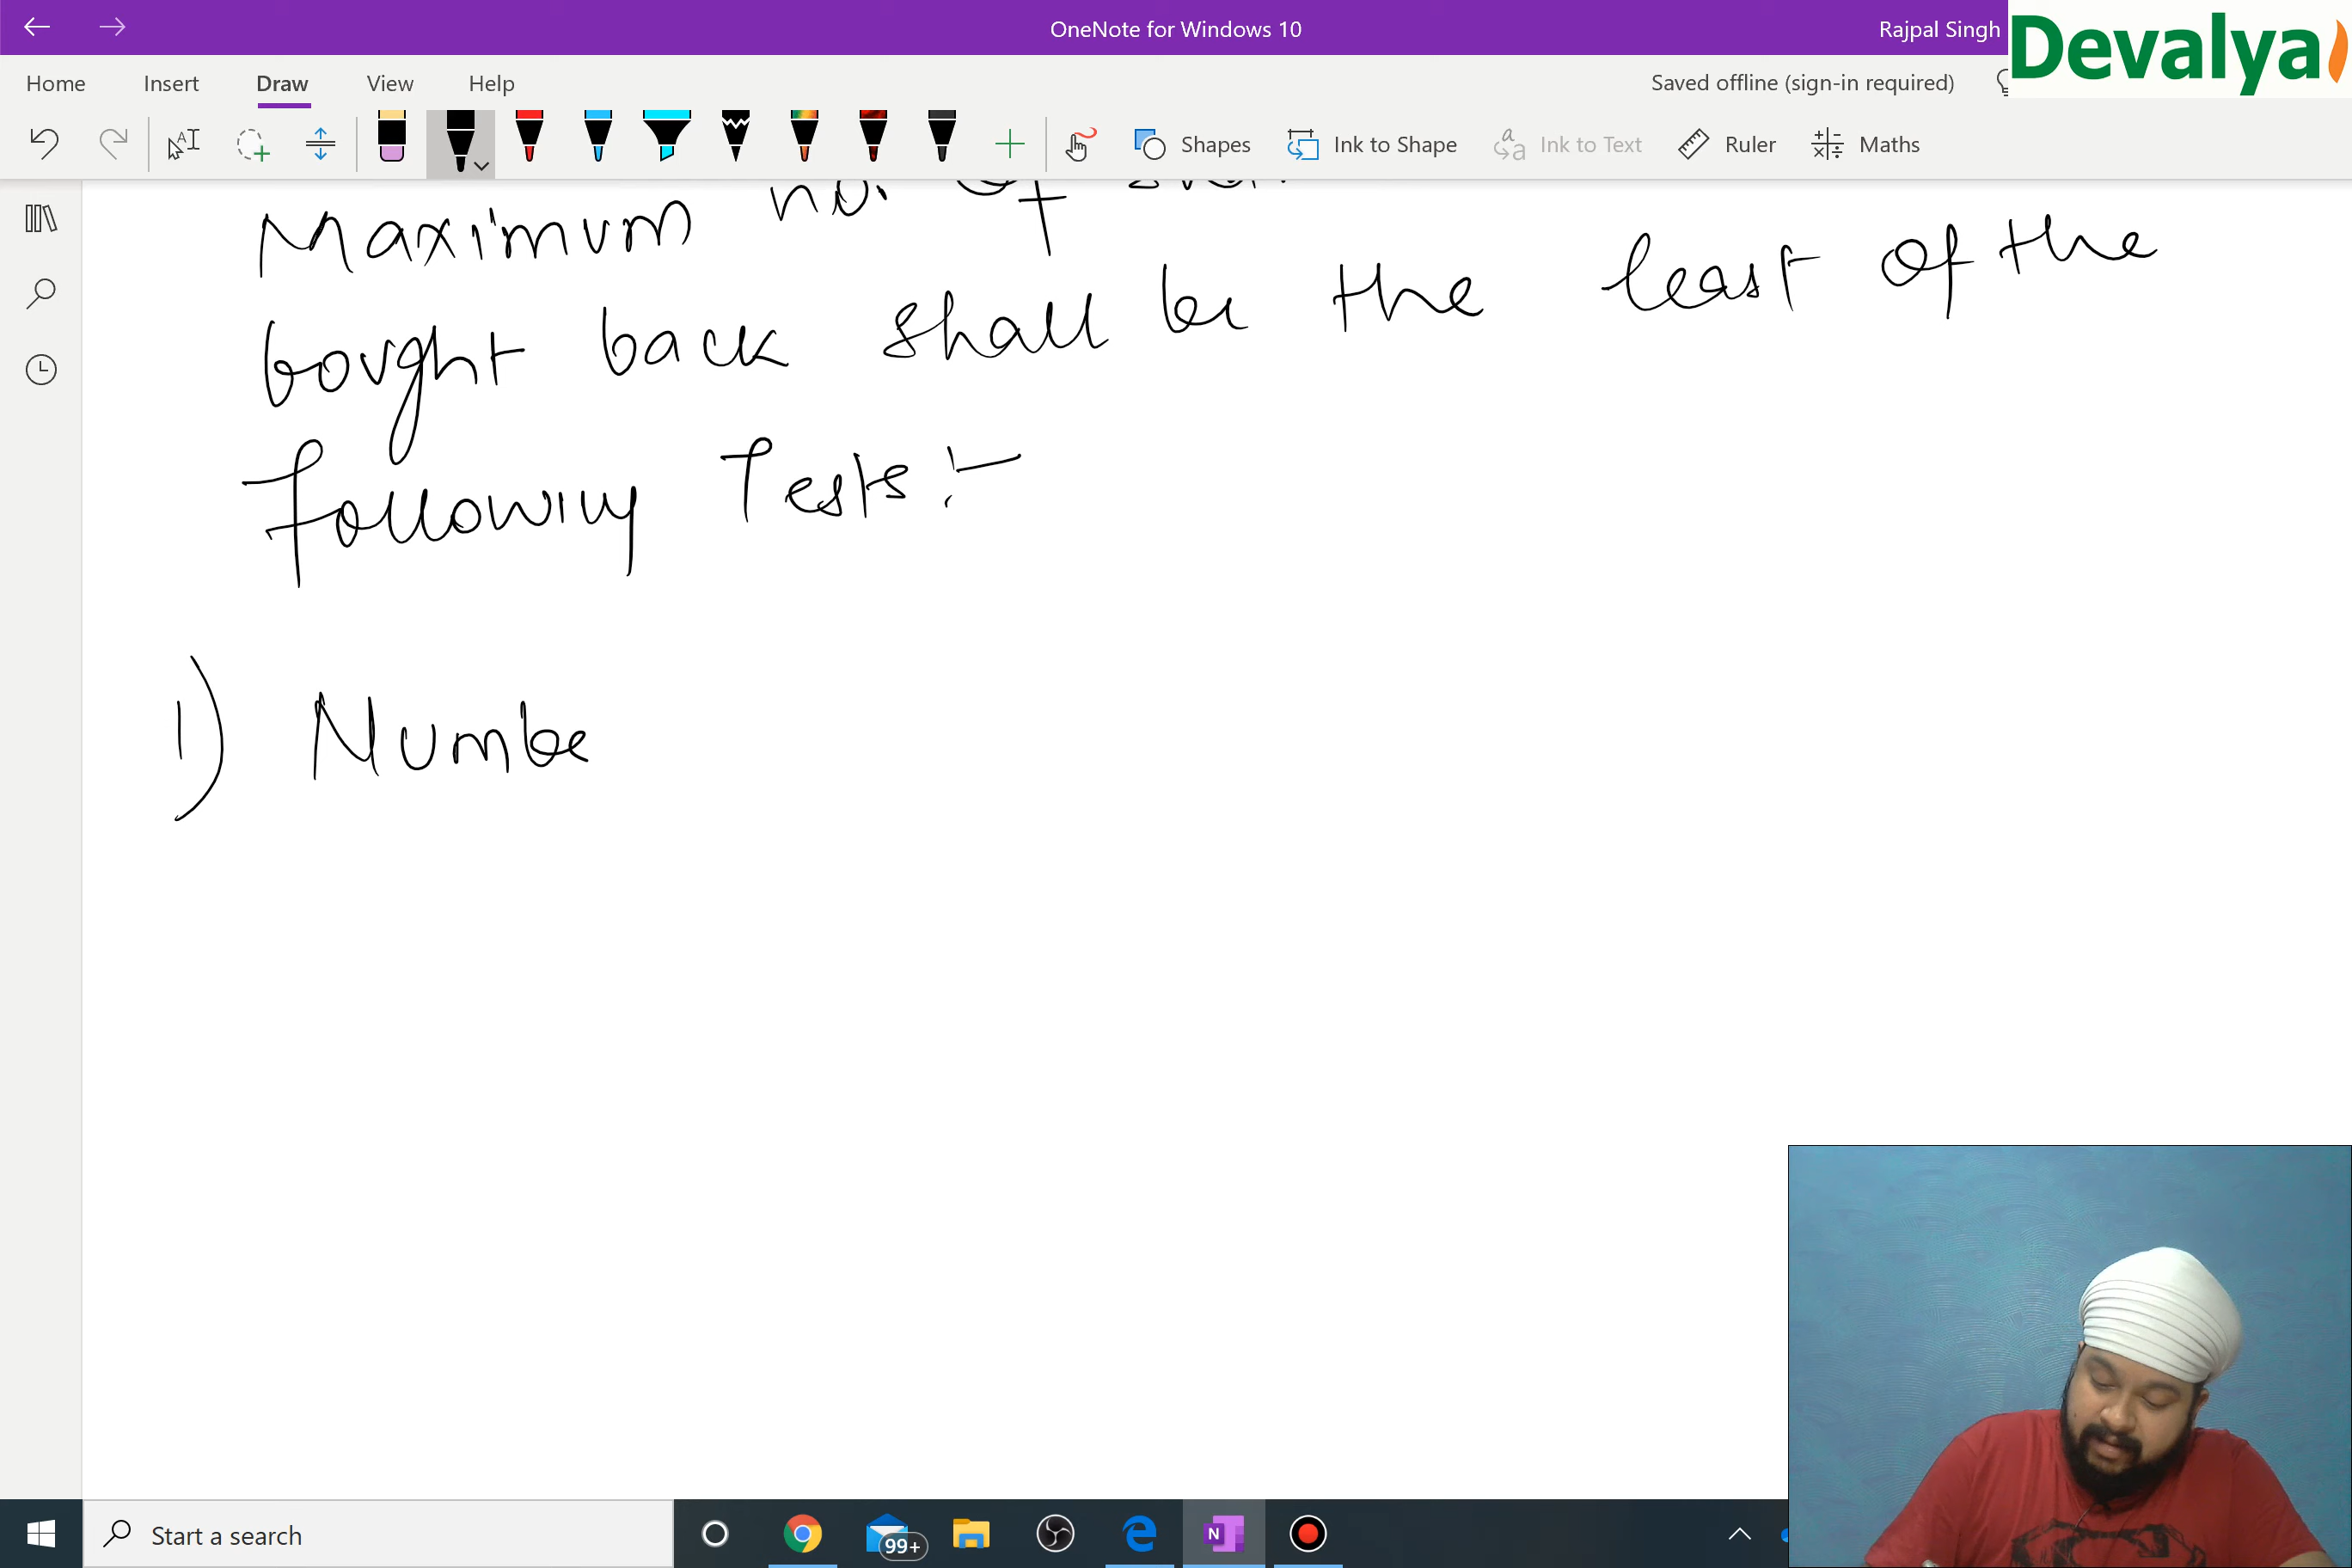 OneNote for Windows 10
Rajpal Singh
Devalya
Home Insert Draw View Help
Saved offline (sign-in required)
Shapes Ink to Shape Ink to Text Ruler Maths
Maximum no. of
bought back shall be the least of the
Following Tests :-
1) Numbe
Start a search
99+